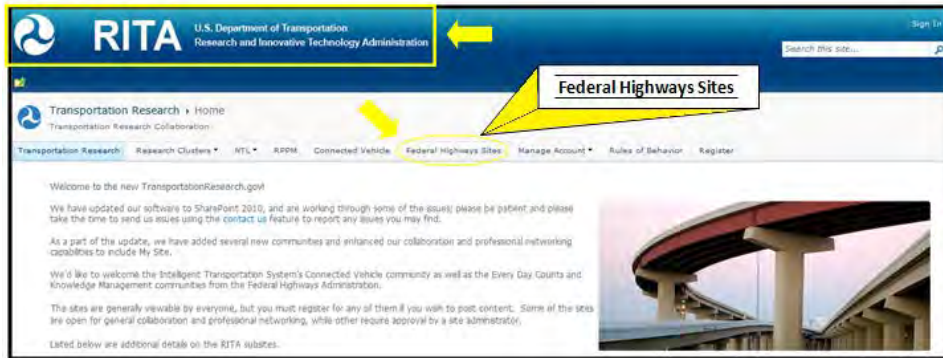 RITA
U.S. Department of Transportation
Research and Innovative Technology Administration
Sign In
Search this site...
Federal Highways Sites
Transportation Research › Home
Transportation Research Collaboration
Transportation Research Research Clusters NTL RPPM Connected Vehicle Federal Highways Sites Manage Account Rules of Behavior Register
Welcome to the new TransportationResearch.gov!
We have updated our software to SharePoint 2010, and are working through some of the issues; please be patient and please
take the time to send us issues using the contact us feature to report any issues you may find.
As a part of the update, we have added several new communities and enhanced our collaboration and professional networking
capabilities to include My Site.
We'd like to welcome the Intelligent Transportation System's Connected Vehicle community as well as the Every Day Counts and
Knowledge Management communities from the Federal Highways Administration.
The sites are generally viewable by everyone, but you must register for any of them if you wish to post content. Some of the sites
are open for general collaboration and professional networking, while other require approval by a site administrator.
Listed below are additional details on the RITA subsites.